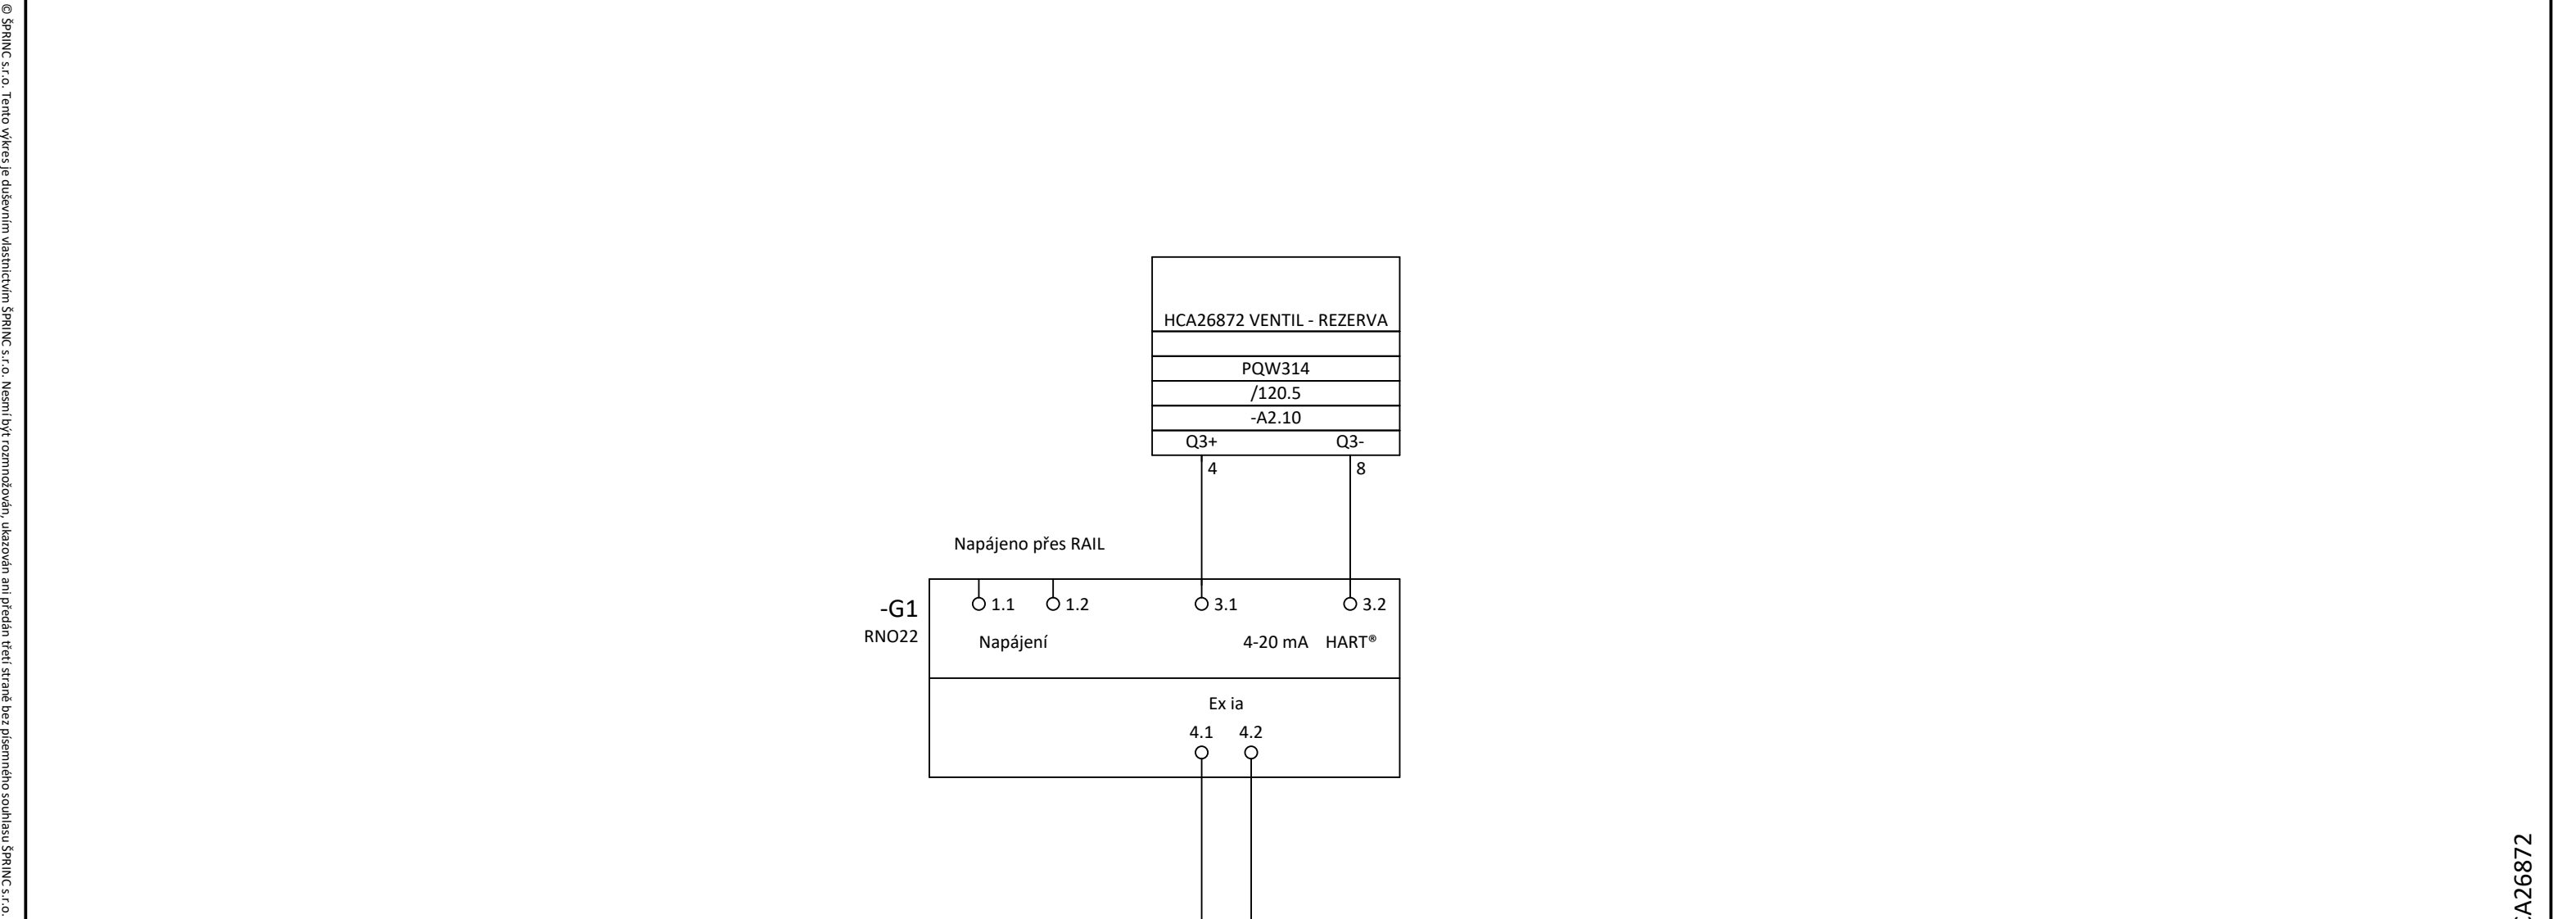 © ŠPRINC s.r.o. Tento výkres je duševním vlastnictvím ŠPRINC s.r.o. Nesmí být rozmnožován, ukazován ani předán třetí straně bez písemného souhlasu ŠPRINC s.r.o.
HCA26872 VENTIL - REZERVA
PQW314
/120.5
-A2.10
Q3+ Q3-
4 8
Napájeno přes RAIL
-G1 1.1 1.2 3.1 3.2
RNO22 Napájení 4-20 mA HART®
Ex ia
4.1 4.2
A26872